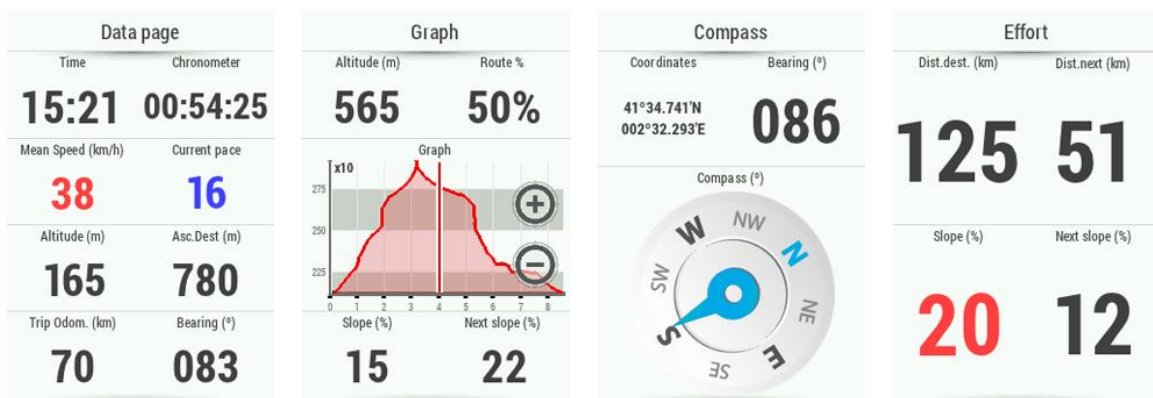 Data page
Time Chronometer
15:21 00:54:25
Mean Speed (km/h) Current pace
38 16
Altitude (m) Asc.Dest (m)
165 780
Trip Odom. (km) Bearing (º)
70 083
Graph
Altitude (m) Route %
565 50%
Graph
x10
275
250
225
0 1 2 3 4 5 6 7 8
Slope (%) Next slope (%)
15 22
Compass
Coordinates Bearing (º)
41°34.741'N
002°32.293'E
086
Compass (º)
W NW N
SW NE
S SE E
Effort
Dist.dest. (km) Dist.next (km)
125 51
Slope (%) Next slope (%)
20 12